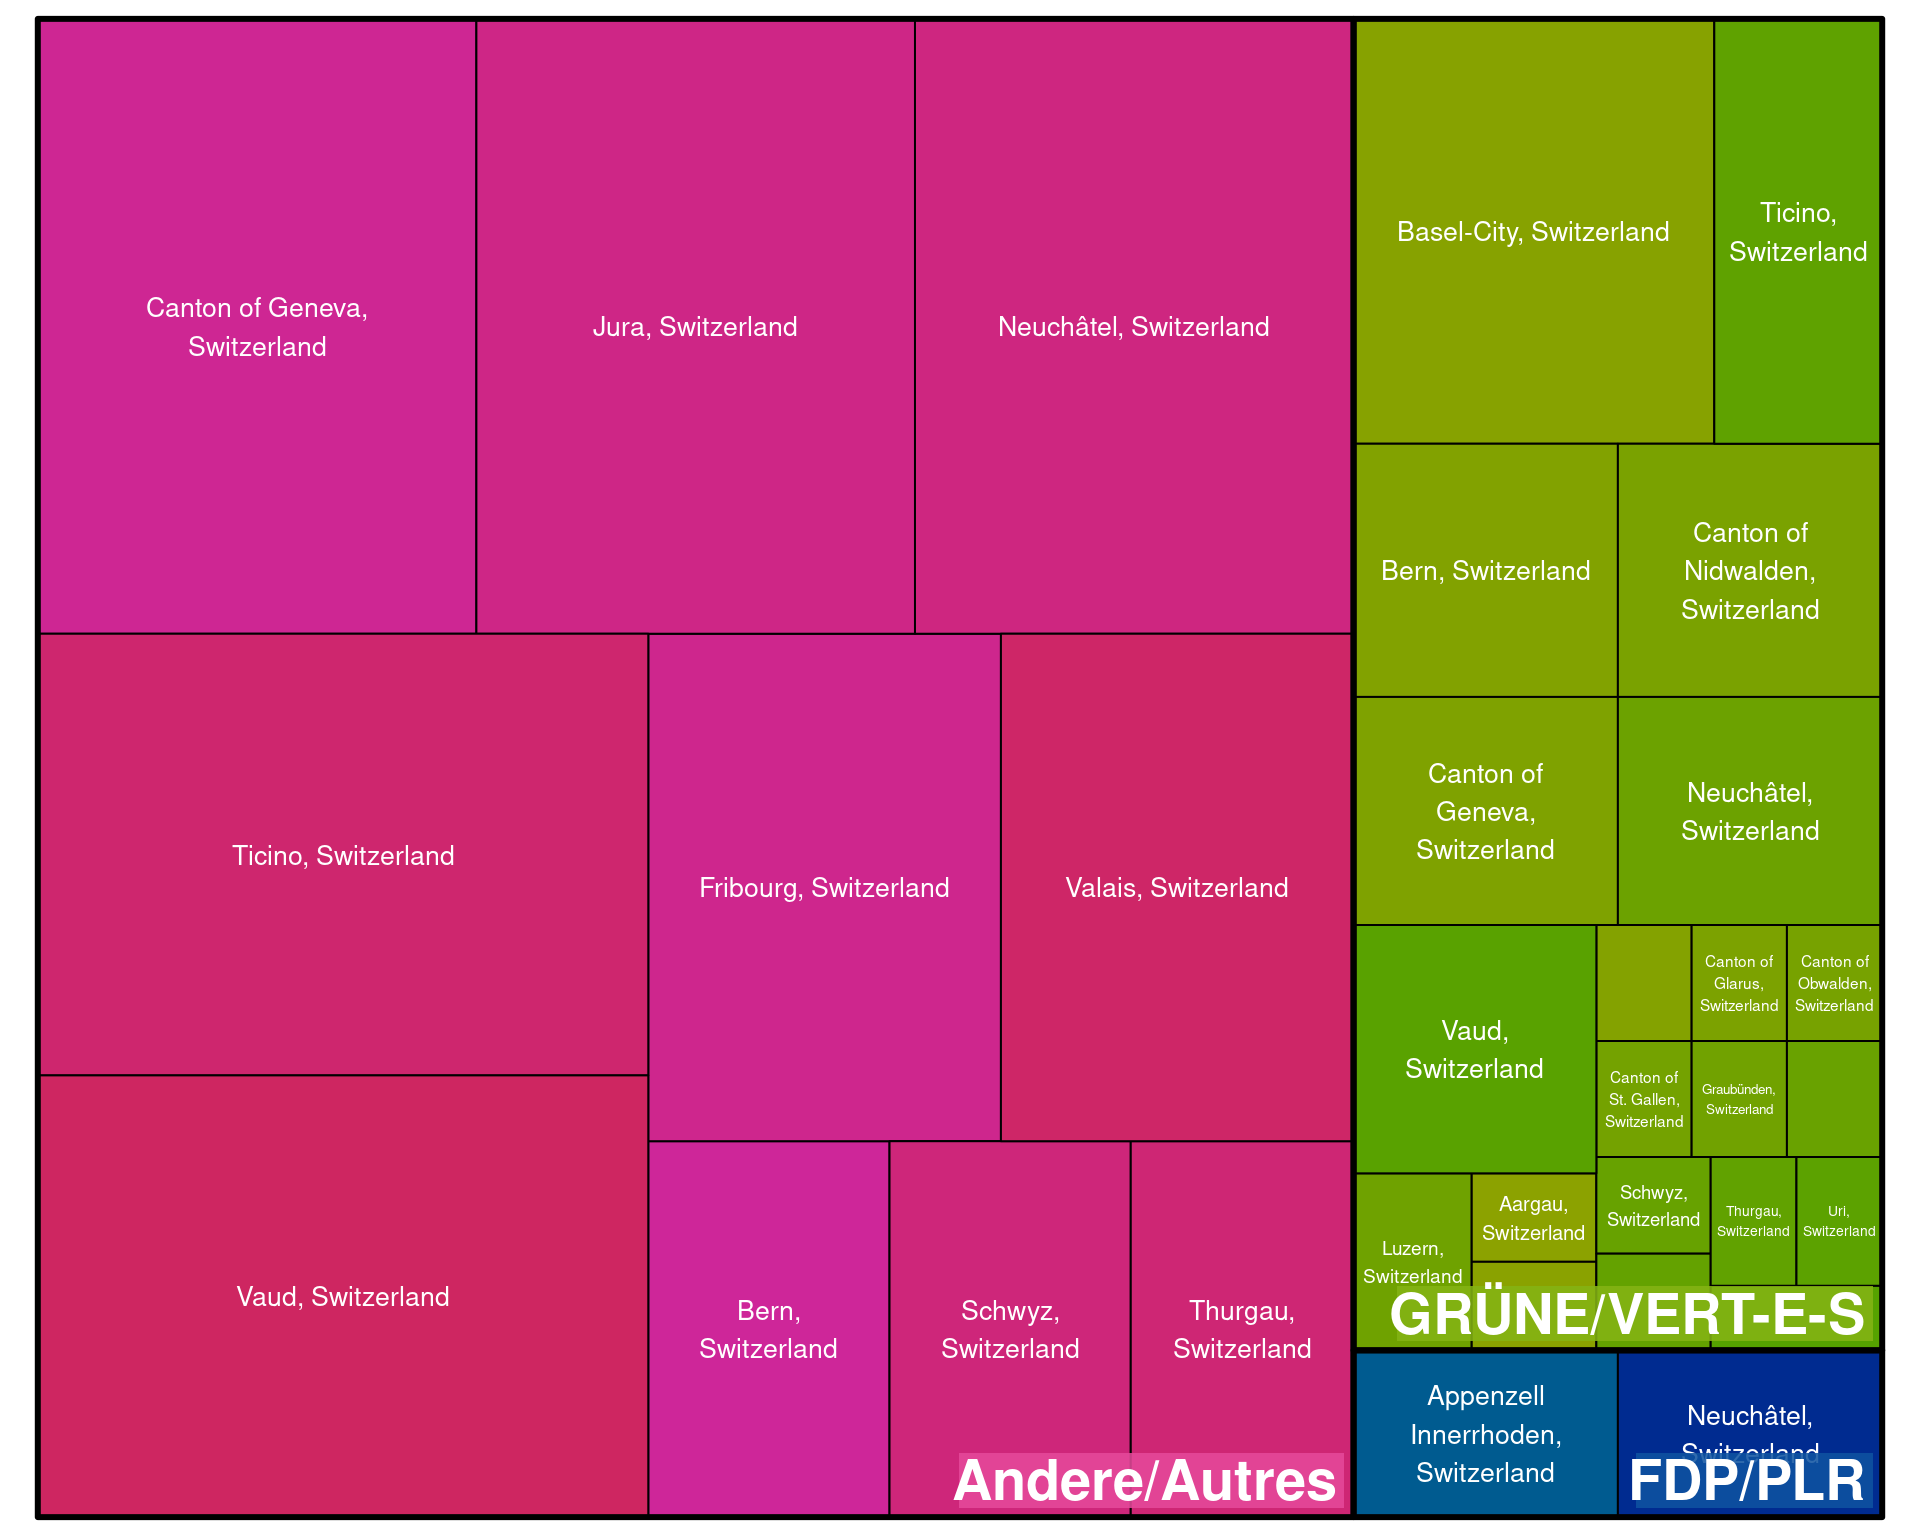 Canton of Geneva,
Switzerland
Jura, Switzerland
Neuchâtel, Switzerland
Ticino, Switzerland
Vaud, Switzerland
Fribourg, Switzerland
Valais, Switzerland
Bern,
Switzerland
Schwyz,
Switzerland
Thurgau,
Switzerland
Andere/Autres
Basel-City, Switzerland
Ticino,
Switzerland
Bern, Switzerland
Canton of
Nidwalden,
Switzerland
Canton of
Geneva,
Switzerland
Neuchâtel,
Switzerland
Vaud,
Switzerland
Canton of
Glarus,
Switzerland
Canton of
Obwalden,
Switzerland
Canton of
St. Gallen,
Switzerland
Graubünden,
Switzerland
Luzern,
Switzerland
Aargau,
Switzerland
Schwyz,
Switzerland
Thurgau,
Switzerland
Uri,
Switzerland
GRÜNE/VERT-E-S
Appenzell
Innerrhoden,
Switzerland
Neuchâtel,
Switzerland
FDP/PLR